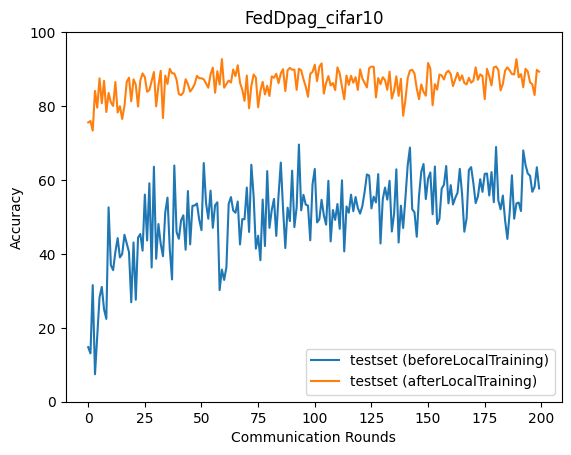 FedDpag_cifar10
100
80
60
40
20
0
Accuracy
0 25 50 75 100 125 150 175 200
Communication Rounds
testset (beforeLocalTraining)
testset (afterLocalTraining)